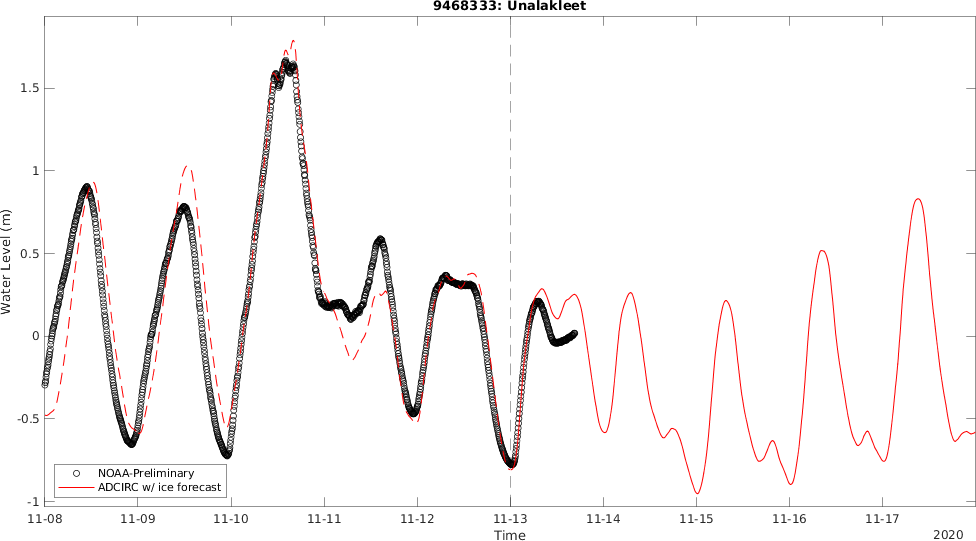 9468333: Unalakleet
Water Level (m)
1.5
1
0.5
0
-0.5
-1
NOAA-Preliminary
ADCIRC w/ ice forecast
11-08 11-09 11-10 11-11 11-12 11-13 11-14 11-15 11-16 11-17
Time
2020